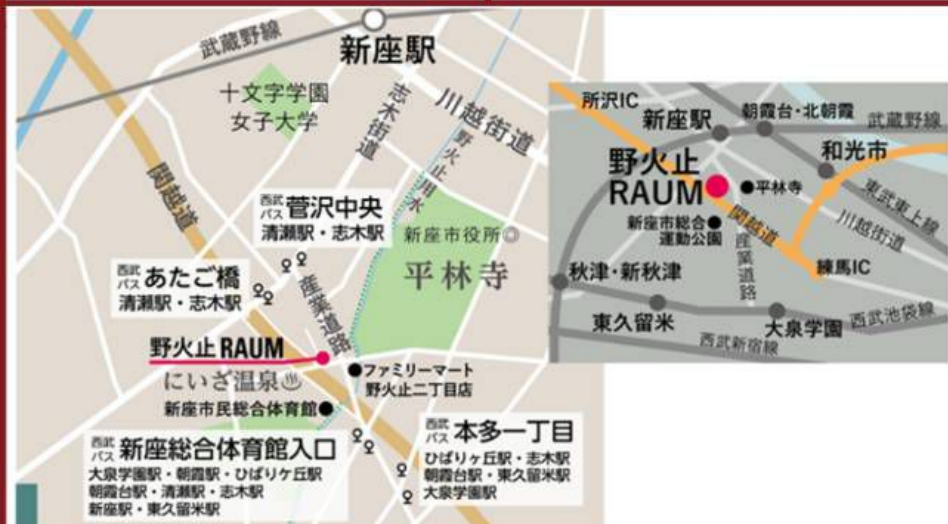 新座駅
武蔵野線
十文字学園
女子大学
志木街道
川越街道
野火止用水
関越道
西武
バス 菅沢中央
清瀬駅・志木駅
新座市役所◎
平林寺
西武
バス あたご橋
清瀬駅・志木駅
産業道路
野火止 RAUM
にいざ温泉♨
ファミリーマート
野火止二丁目店
新座市民総合体育館
西武
バス 新座総合体育館入口
大泉学園駅・朝霞駅・ひばりケ丘駅
朝霞台駅・清瀬駅・志木駅
新座駅・東久留米駅
西武
バス 本多一丁目
ひばりヶ丘駅・志木駅
朝霞台駅・東久留米駅
大泉学園駅
所沢IC
新座駅
朝霞台・北朝霞
武蔵野線
和光市
野火止
RAUM
平林寺
東武東上線
川越街道
新座市総合
運動公園
関越道
産業道路
練馬IC
秋津・新秋津
東久留米
大泉学園
西武池袋線
西武新宿線